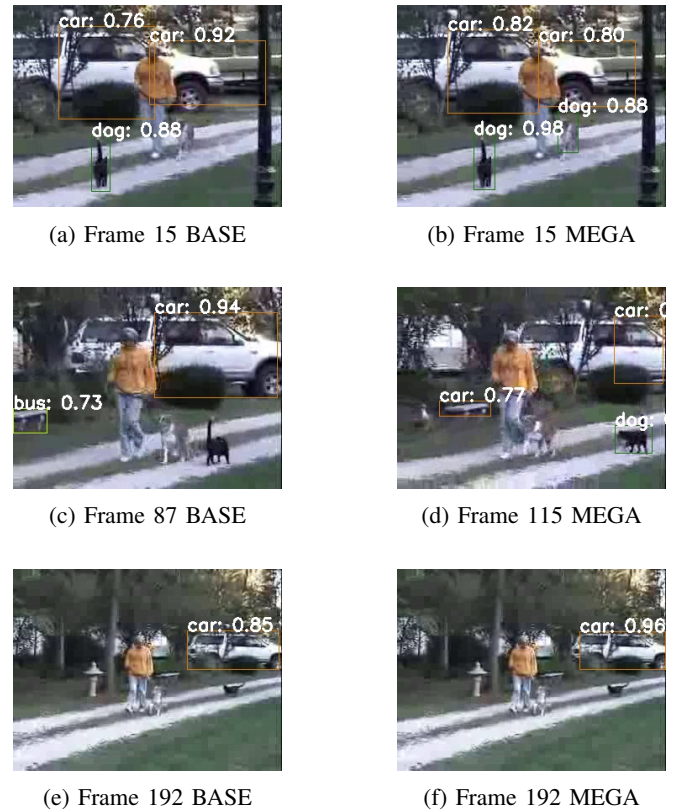 car: 0.76
car: 0.92
dog: 0.88
(a) Frame 15 BASE
car: 0.82
car: 0.80
dog: 0.88
dog: 0.98
(b) Frame 15 MEGA
car: 0.94
bus: 0.73
(c) Frame 87 BASE
car:
car: 0.77
dog:
(d) Frame 115 MEGA
car: 0.85
(e) Frame 192 BASE
car: 0.96
(f) Frame 192 MEGA